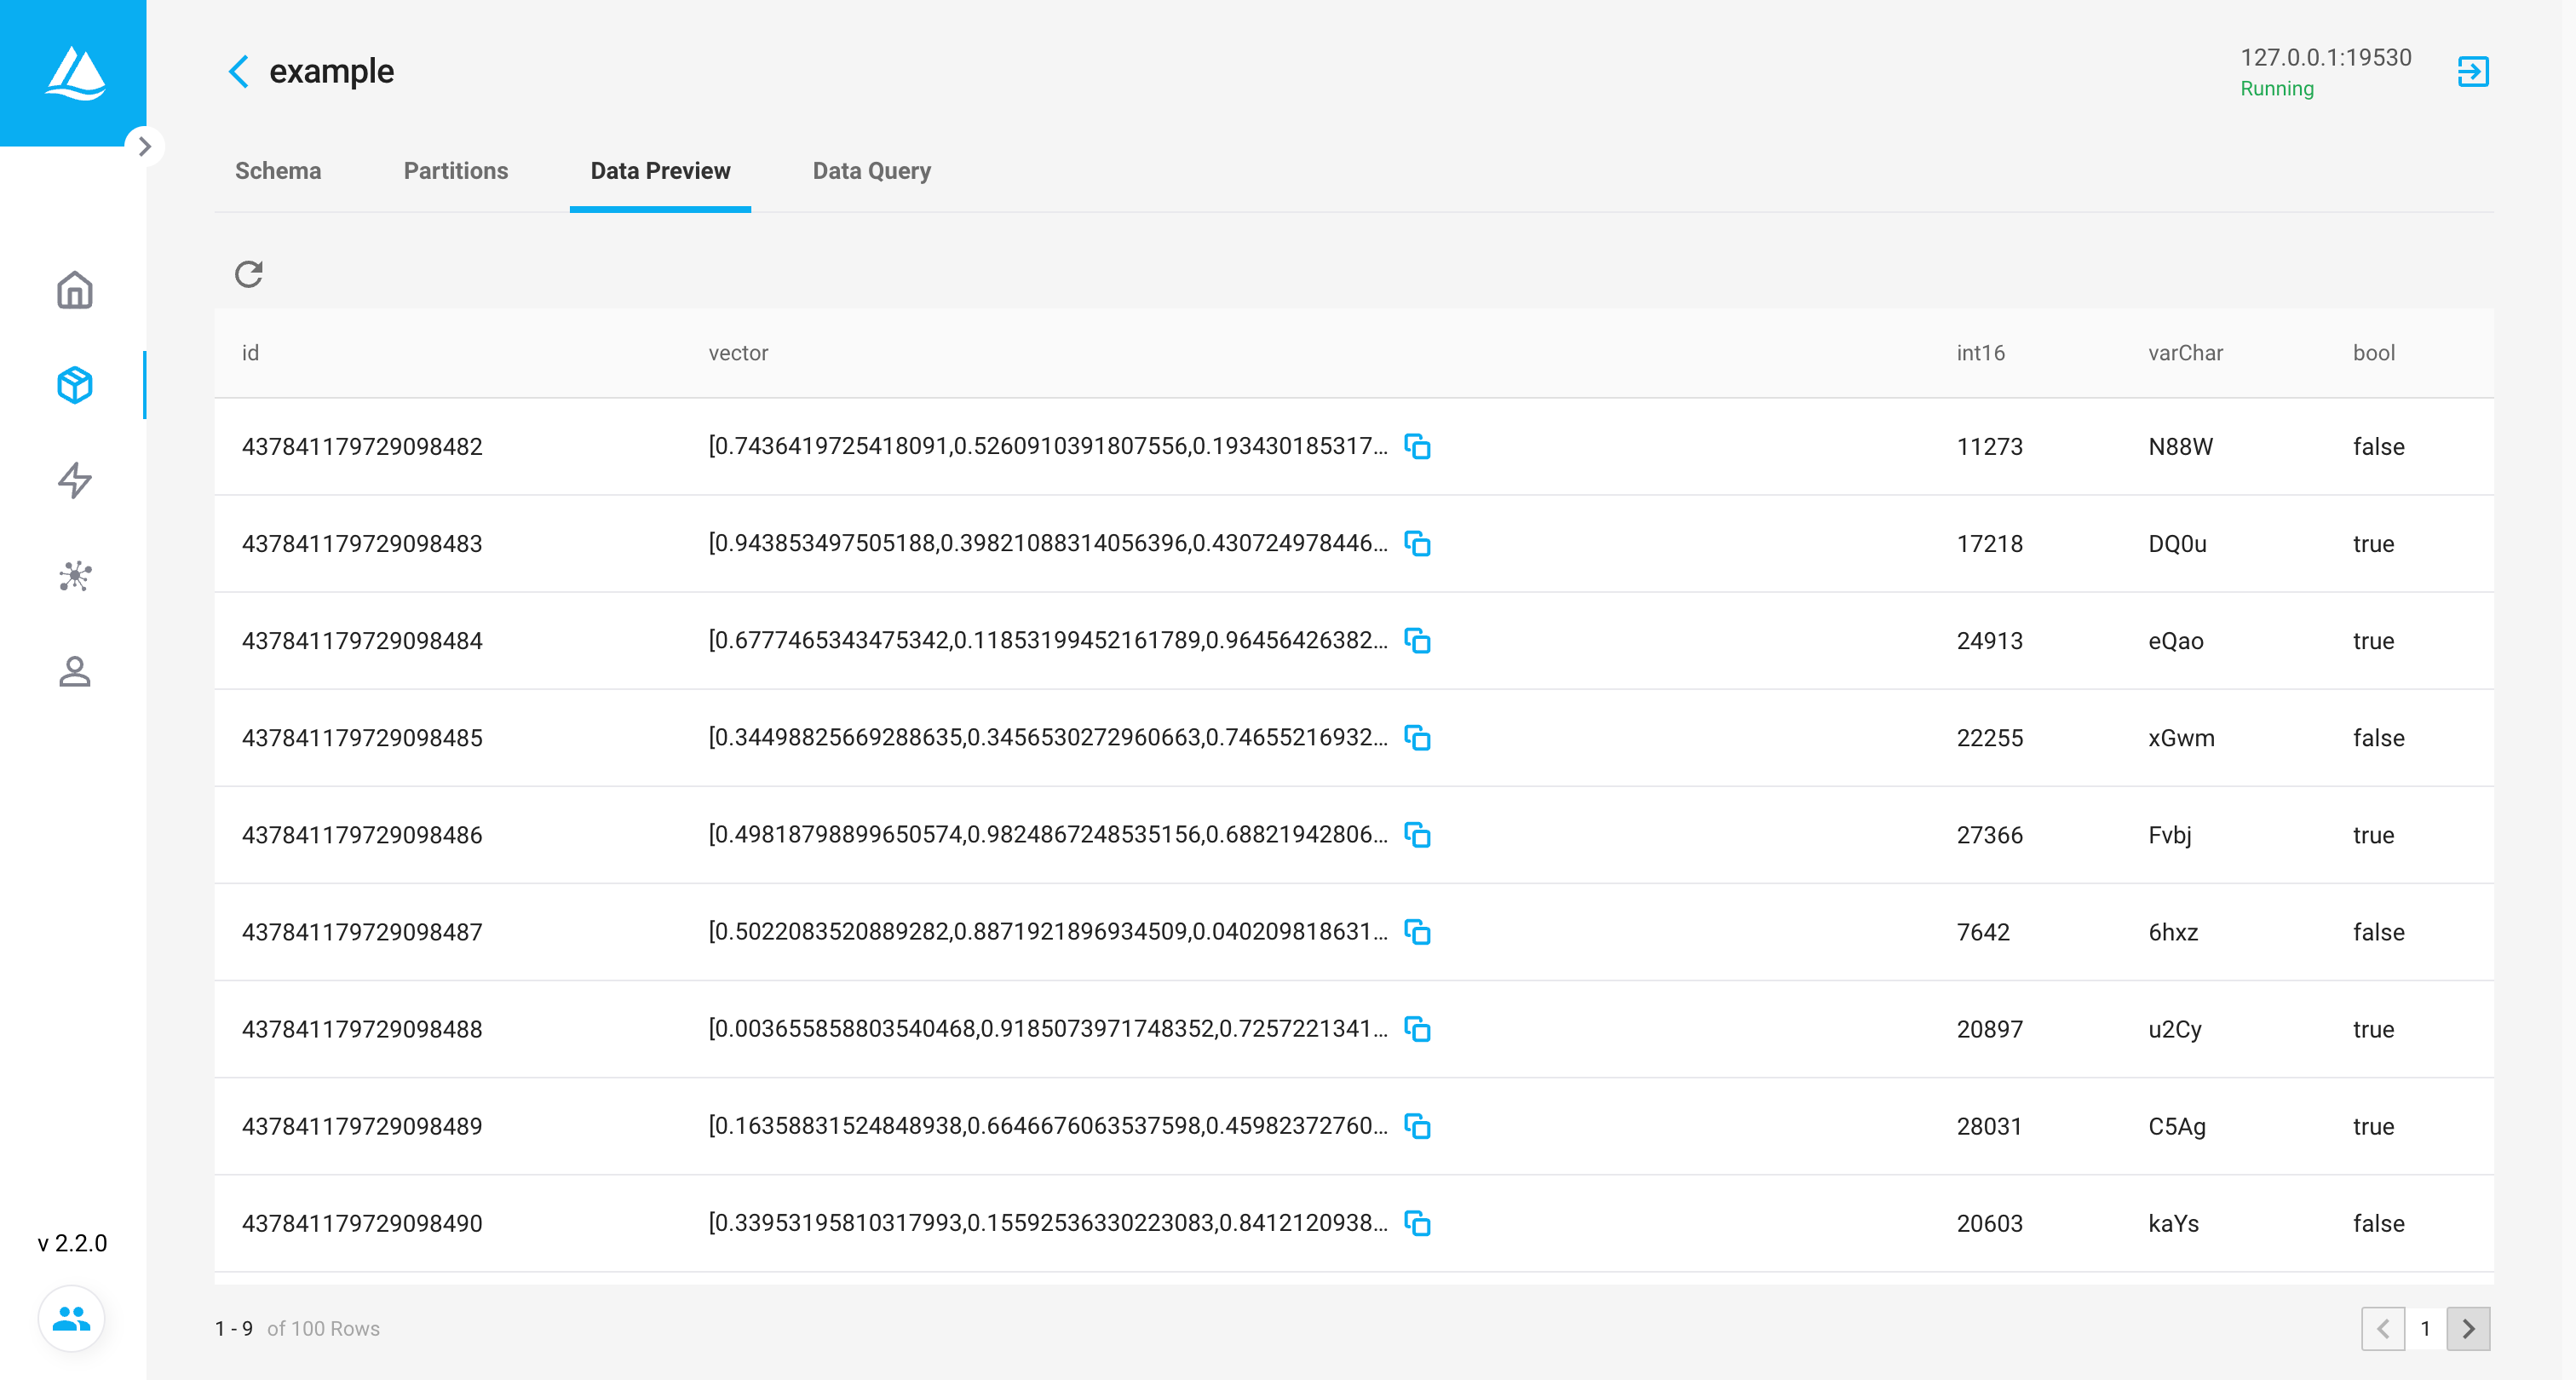 example
127.0.0.1:19530
Running
Schema Partitions Data Preview Data Query
id vector int16 varChar bool
437841179729098482 [0.7436419725418091,0.5260910391807556,0.193430185317... 11273 N88W false
437841179729098483 [0.943853497505188,0.39821088314056396,0.430724978446... 17218 DQ0u true
437841179729098484 [0.6777465343475342,0.11853199452161789,0.96456426382... 24913 eQao true
437841179729098485 [0.34498825669288635,0.3456530272960663,0.74655216932... 22255 xGwm false
437841179729098486 [0.49818798899650574,0.9824867248535156,0.68821942806... 27366 Fvbj true
437841179729098487 [0.5022083520889282,0.8871921896934509,0.040209818631... 7642 6hxz false
437841179729098488 [0.003655858803540468,0.9185073971748352,0.7257221341... 20897 u2Cy true
437841179729098489 [0.16358831524848938,0.6646676063537598,0.45982372760... 28031 C5Ag true
437841179729098490 [0.33953195810317993,0.15592536330223083,0.8412120938... 20603 kaYs false
v 2.2.0
1 - 9 of 100 Rows
1